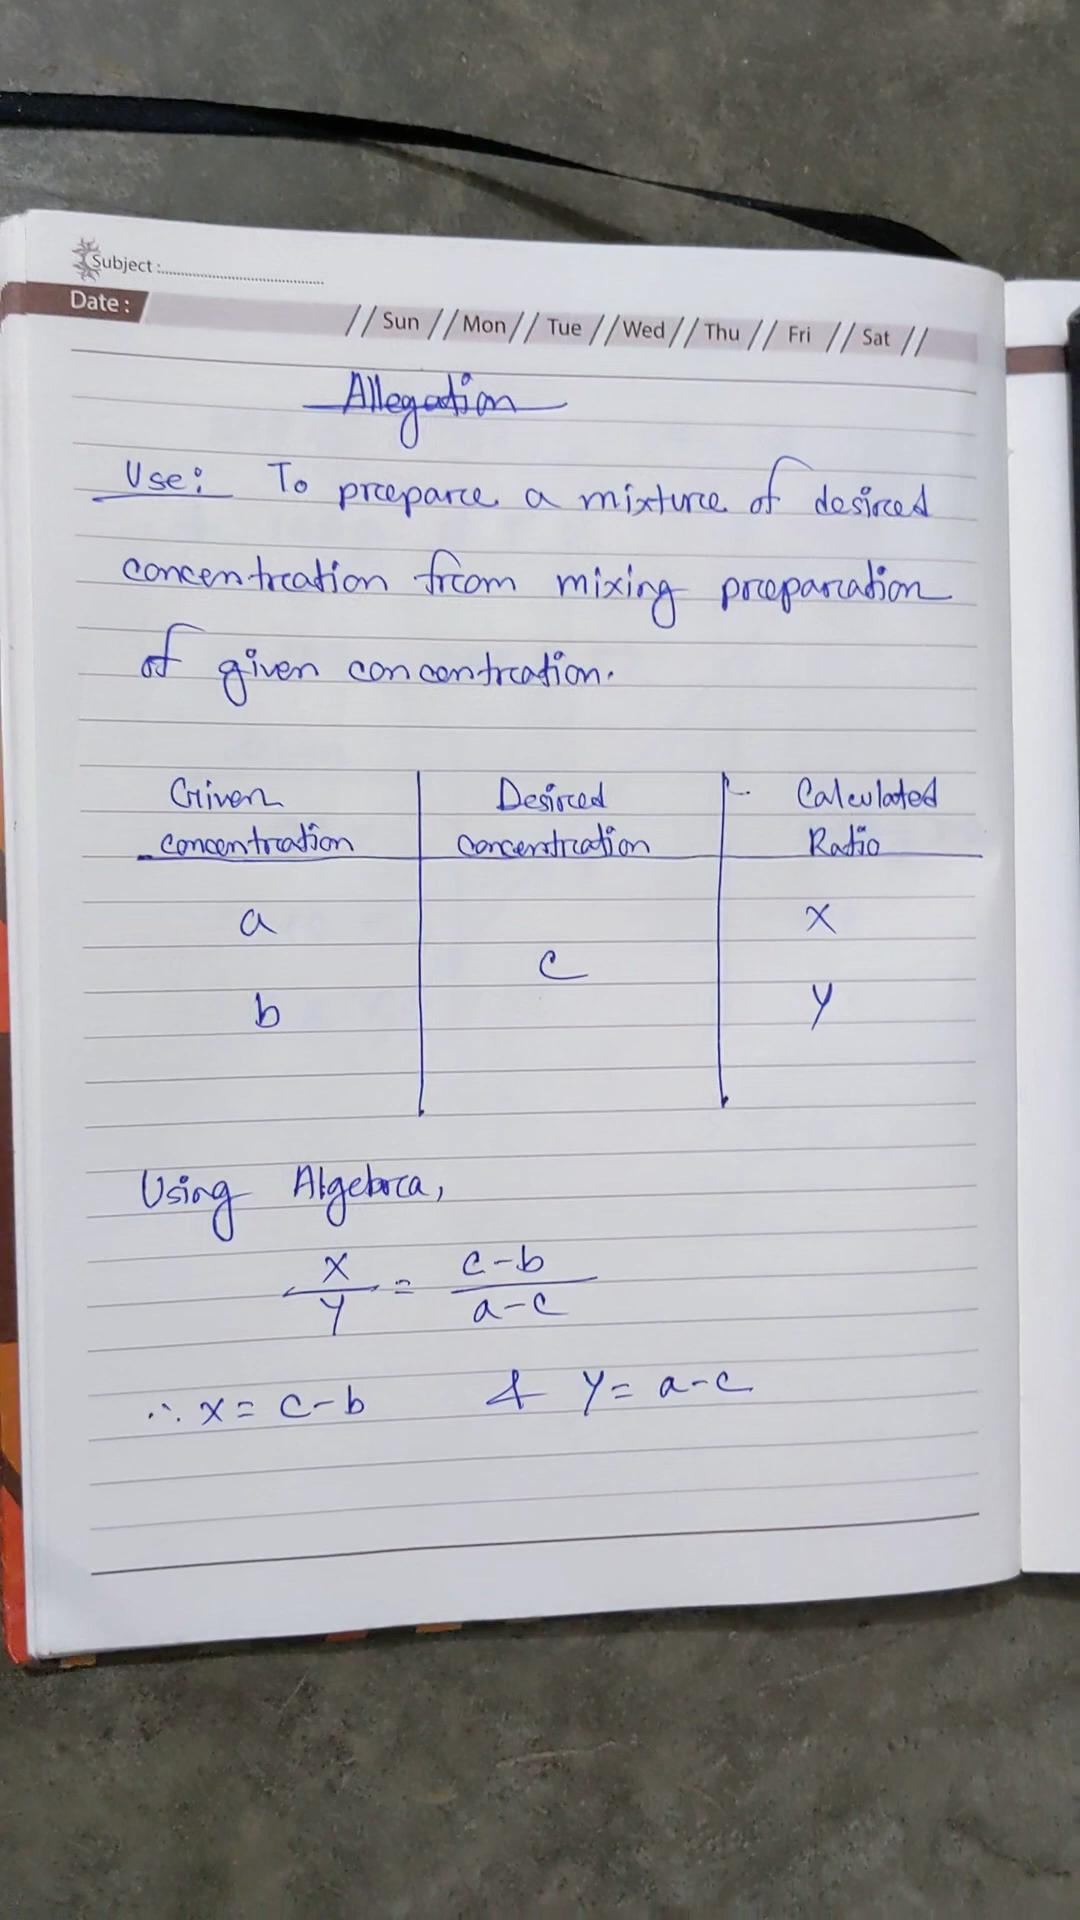 Subject :
Date :
// Sun // Mon // Tue // Wed // Thu // Fri // Sat //
Allegation
Use: To prepare a mixture of desired
concentration from mixing preparation
of given concentration.
Given Desired Calculated
concentration concentration Ratio
a x
c
b y
Using Algebra,
x/y = c-b/a-c
∴ x = c-b & y = a-c